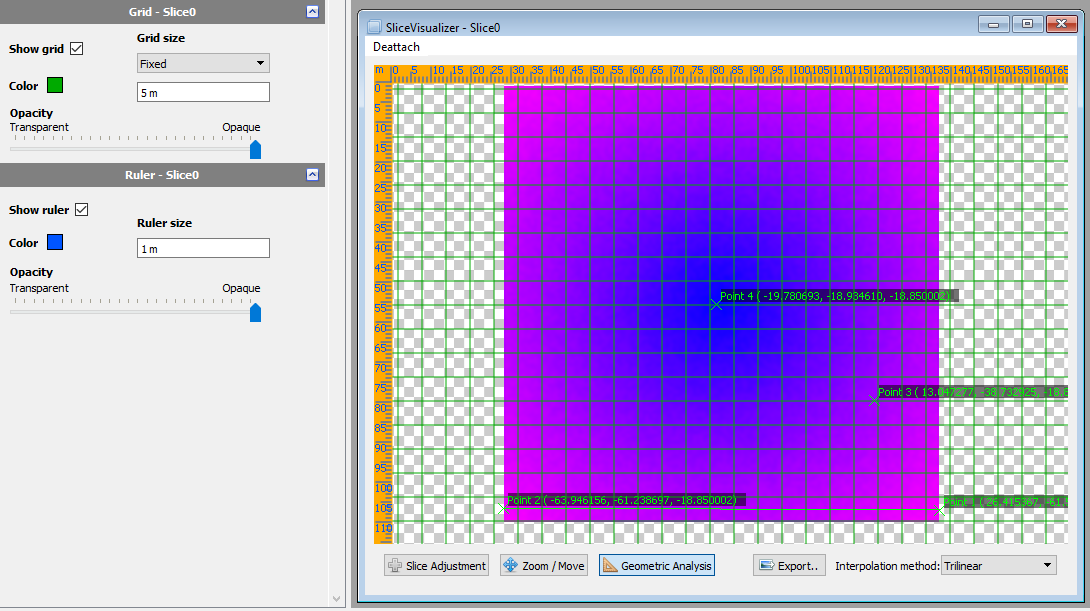 Grid - Slice0
Show grid
Grid size
Fixed
Color
5 m
Opacity
Transparent
Opaque
Ruler - Slice0
Show ruler
Ruler size
Color
1 m
Opacity
Transparent
Opaque
SliceVisualizer - Slice0
Deattach
m 0 5 10 15 20 25 30 35 40 45 50 55 60 65 70 75 80 85 90 95 100 105 110 115 120 125 130 135 140 145 150 155 160 165
0
5
10
15
20
25
30
35
40
45
50
55
60
65
70
75
80
85
90
95
100
105
110
Point 4 ( -19.780693, -18.934610, -18.850002)
Point 3 ( 13.047277, -38.732925, -18.8
Point 2 ( -63.946156, -61.238697, -18.850002)
Point 1 ( 26.415367, -61.
Slice Adjustment
Zoom / Move
Geometric Analysis
Export..
Interpolation method:
Trilinear